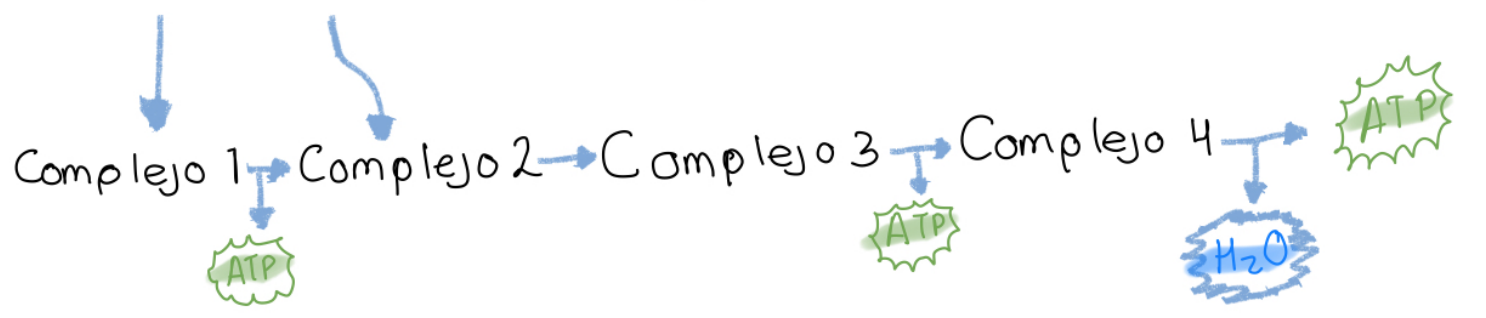 Complejo 1 Complejo 2 Complejo 3 Complejo 4 ATP
ATP ATP H₂O